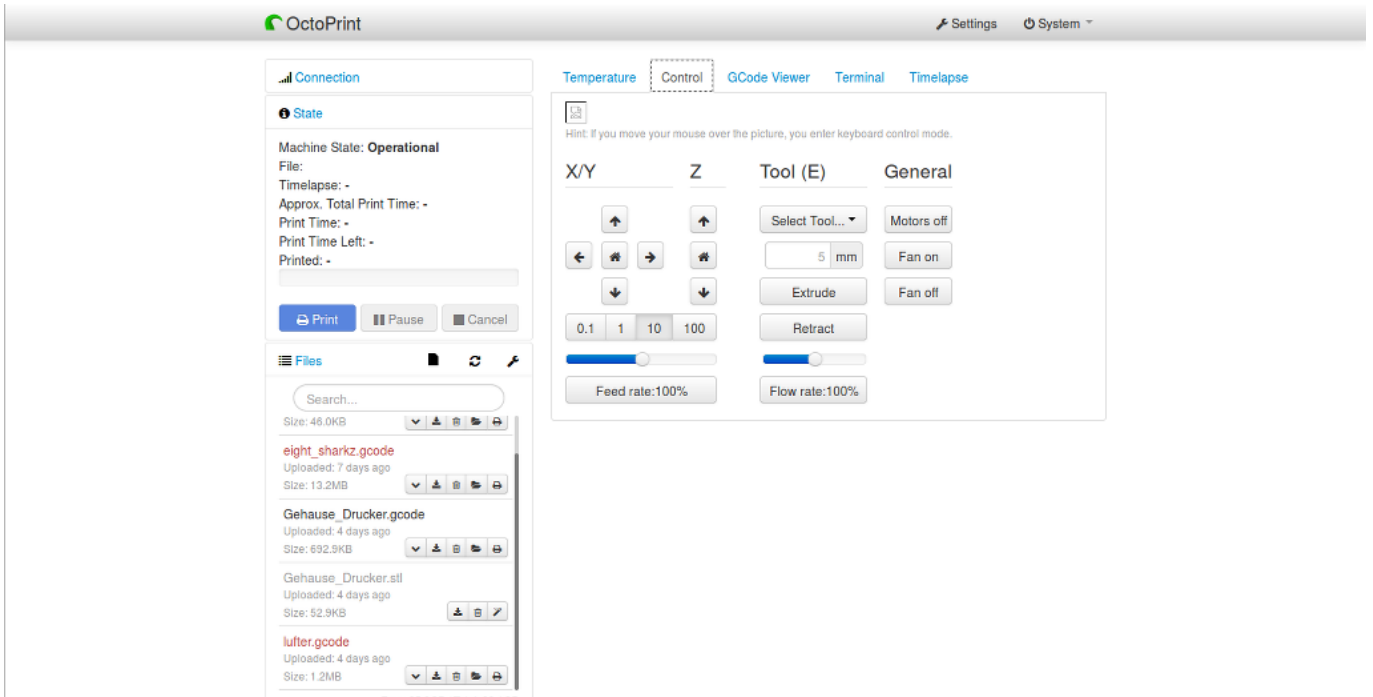 OctoPrint
Settings System
Connection
State
Machine State: Operational
File:
Timelapse: -
Approx. Total Print Time: -
Print Time: -
Print Time Left: -
Printed: -
Print Pause Cancel
Files
Search...
Size: 46.0KB
eight_sharkz.gcode
Uploaded: 7 days ago
Size: 13.2MB
Gehause_Drucker.gcode
Uploaded: 4 days ago
Size: 692.9KB
Gehause_Drucker.stl
Uploaded: 4 days ago
Size: 52.9KB
lufter.gcode
Uploaded: 4 days ago
Size: 1.2MB
Temperature Control GCode Viewer Terminal Timelapse
Hint: If you move your mouse over the picture, you enter keyboard control mode.
X/Y Z Tool (E) General
Select Tool... Motors off
5 mm Fan on
Extrude Fan off
0.1 1 10 100 Retract
Feed rate:100% Flow rate:100%